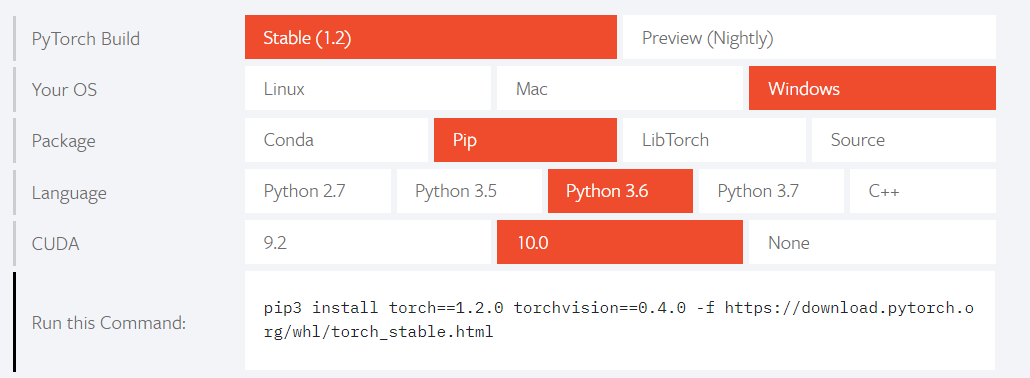 PyTorch Build Stable (1.2) Preview (Nightly)
Your OS Linux Mac Windows
Package Conda Pip LibTorch Source
Language Python 2.7 Python 3.5 Python 3.6 Python 3.7 C++
CUDA 9.2 10.0 None
Run this Command:
pip3 install torch==1.2.0 torchvision==0.4.0 -f https://download.pytorch.o
rg/whl/torch_stable.html